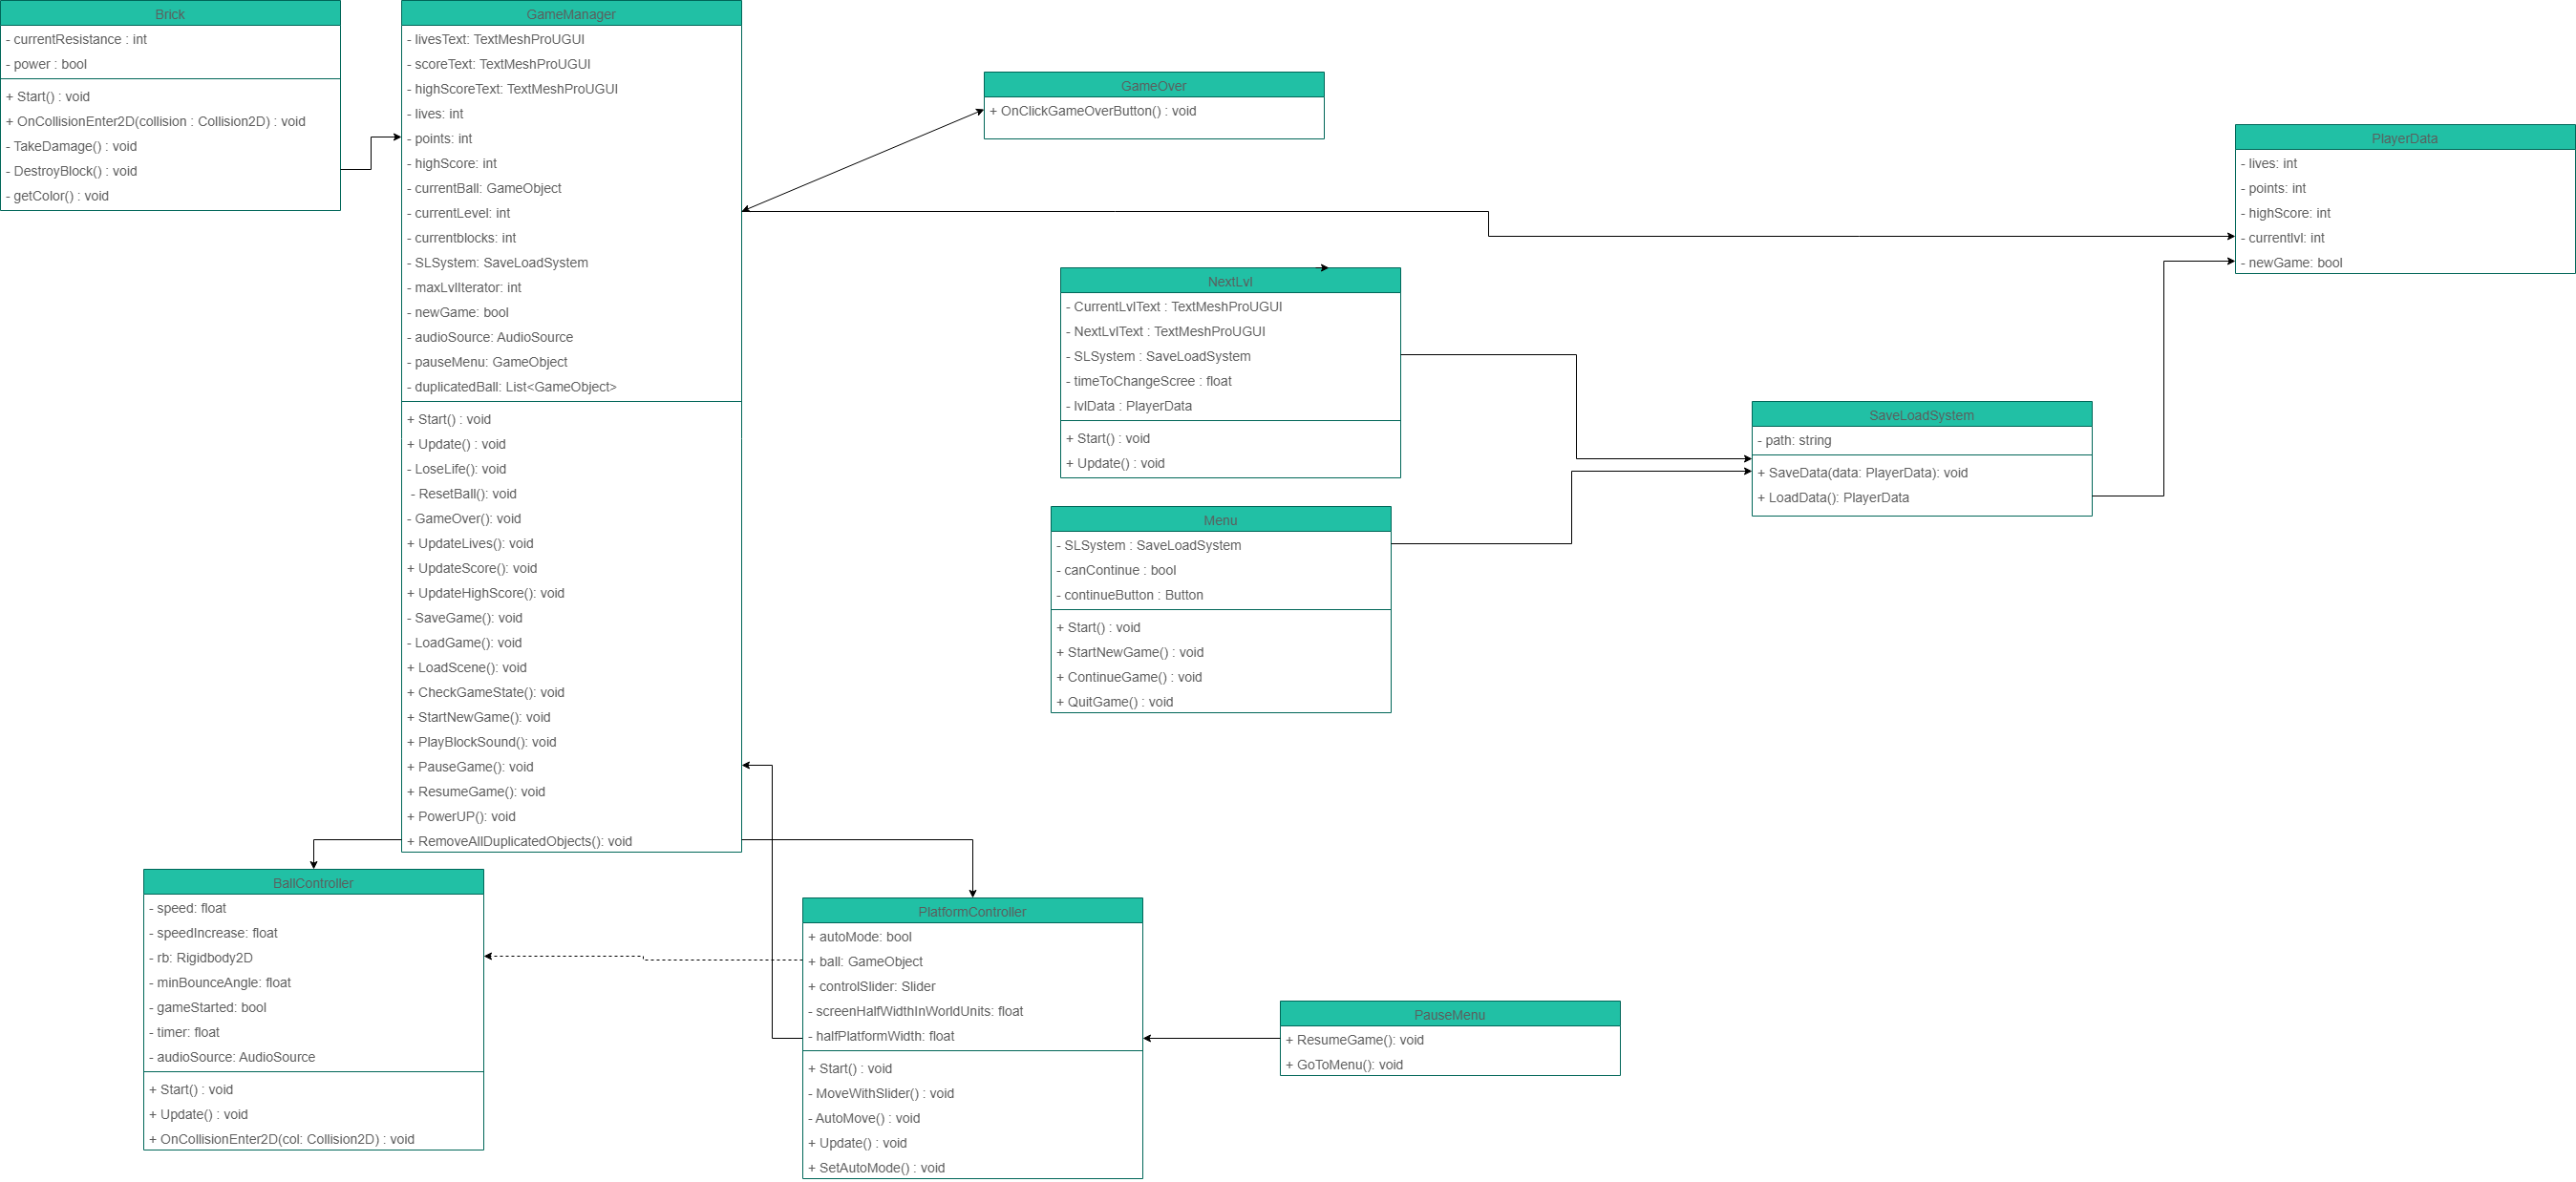 Brick
- currentResistance : int
- power : bool
+ Start() : void
+ OnCollisionEnter2D(collision : Collision2D) : void
- TakeDamage() : void
- DestroyBlock() : void
- getColor() : void
GameManager
- livesText: TextMeshProUGUI
- scoreText: TextMeshProUGUI
- highScoreText: TextMeshProUGUI
- lives: int
- points: int
- highScore: int
- currentBall: GameObject
- currentLevel: int
- currentblocks: int
- SLSystem: SaveLoadSystem
- maxLvlIterator: int
- newGame: bool
- audioSource: AudioSource
- pauseMenu: GameObject
- duplicatedBall: List<GameObject>
+ Start() : void
+ Update() : void
- LoseLife(): void
- ResetBall(): void
- GameOver(): void
+ UpdateLives(): void
+ UpdateScore(): void
+ UpdateHighScore(): void
- SaveGame(): void
- LoadGame(): void
+ LoadScene(): void
+ CheckGameState(): void
+ StartNewGame(): void
+ PlayBlockSound(): void
+ PauseGame(): void
+ ResumeGame(): void
+ PowerUP(): void
+ RemoveAllDuplicatedObjects(): void
GameOver
+ OnClickGameOverButton() : void
PlayerData
- lives: int
- points: int
- highScore: int
- currentlvl: int
- newGame: bool
NextLvl
- CurrentLvlText : TextMeshProUGUI
- NextLvlText : TextMeshProUGUI
- SLSystem : SaveLoadSystem
- timeToChangeScree : float
- lvlData : PlayerData
+ Start() : void
+ Update() : void
SaveLoadSystem
- path: string
+ SaveData(data: PlayerData): void
+ LoadData(): PlayerData
Menu
- SLSystem : SaveLoadSystem
- canContinue : bool
- continueButton : Button
+ Start() : void
+ StartNewGame() : void
+ ContinueGame() : void
+ QuitGame() : void
BallController
- speed: float
- speedIncrease: float
- rb: Rigidbody2D
- minBounceAngle: float
- gameStarted: bool
- timer: float
- audioSource: AudioSource
+ Start() : void
+ Update() : void
+ OnCollisionEnter2D(col: Collision2D) : void
PlatformController
+ autoMode: bool
+ ball: GameObject
+ controlSlider: Slider
- screenHalfWidthInWorldUnits: float
- halfPlatformWidth: float
+ Start() : void
- MoveWithSlider() : void
- AutoMove() : void
+ Update() : void
+ SetAutoMode() : void
PauseMenu
+ ResumeGame(): void
+ GoToMenu(): void